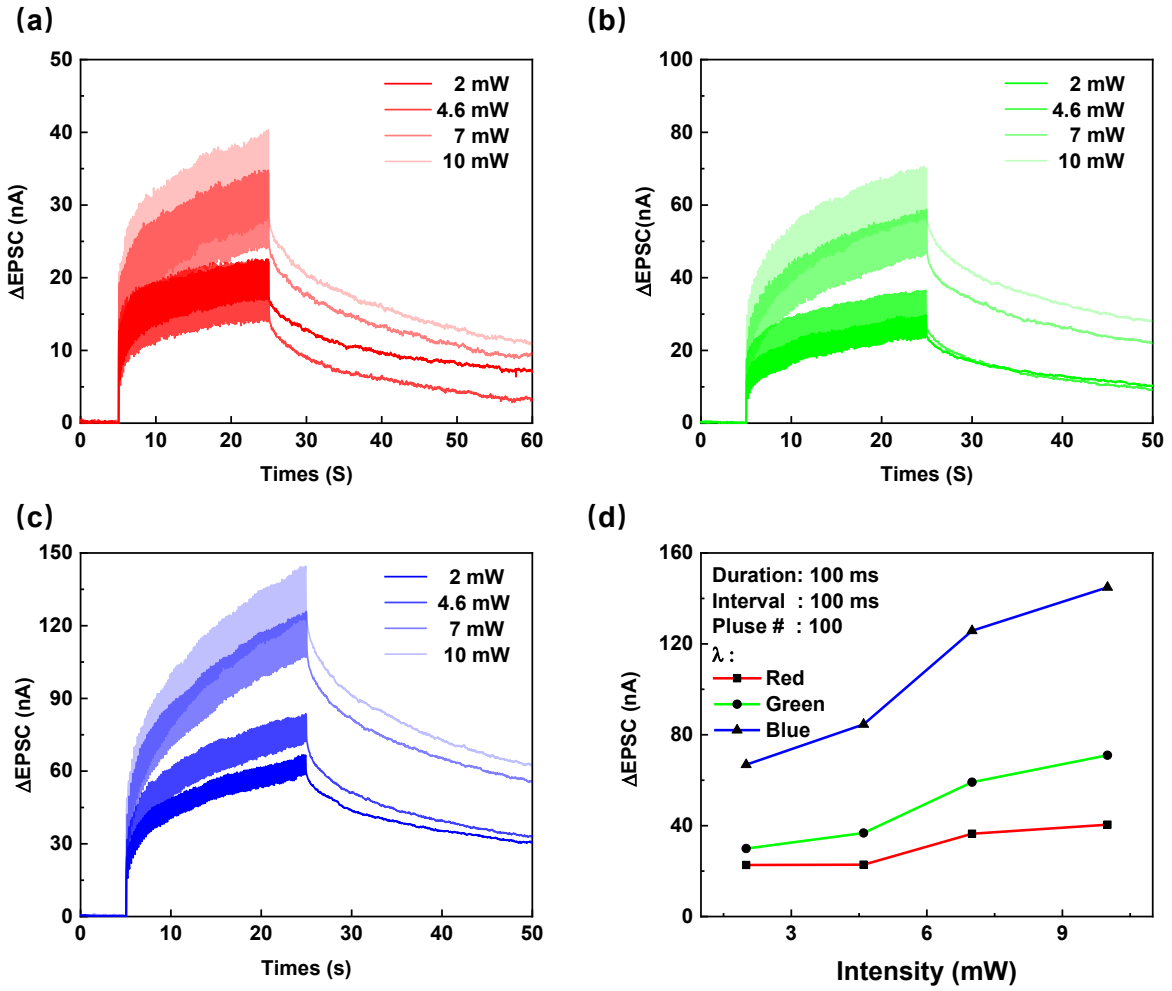 (a)
50
40
30
20
10
0
ΔEPSC (nA)
2 mW
4.6 mW
7 mW
10 mW
0 10 20 30 40 50 60
Times (S)
(b)
100
80
60
40
20
0
ΔEPSC(nA)
2 mW
4.6 mW
7 mW
10 mW
0 10 20 30 40 50
Times (S)
(c)
150
120
90
60
30
0
ΔEPSC (nA)
2 mW
4.6 mW
7 mW
10 mW
0 10 20 30 40 50
Times (s)
(d)
160
120
80
40
0
ΔEPSC (nA)
Duration: 100 ms
Interval : 100 ms
Pluse # : 100
λ :
Red
Green
Blue
3 6 9
Intensity (mW)